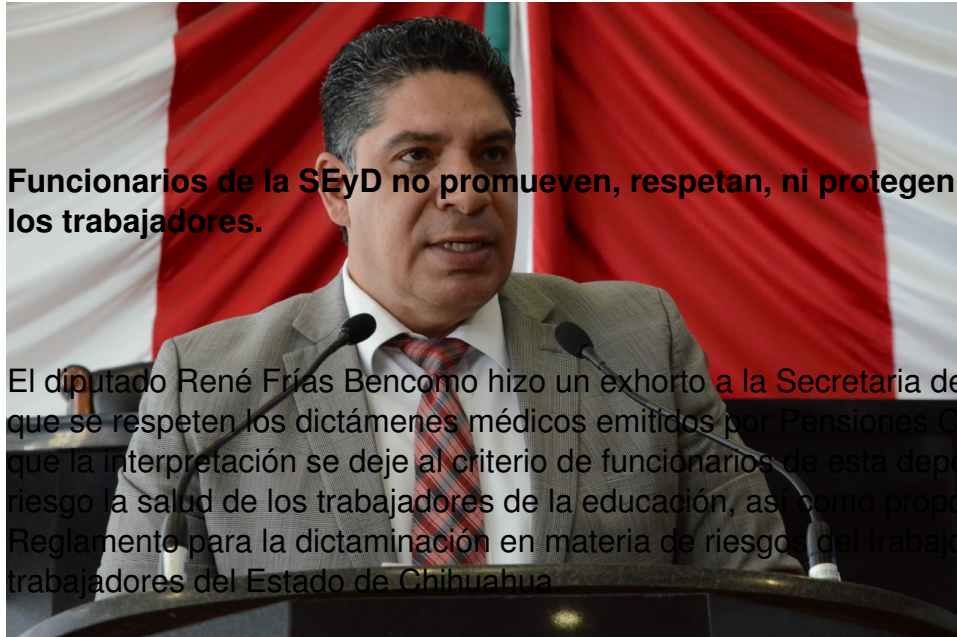 Funcionarios de la SEyD no promueven, respetan, ni protegen
los trabajadores.
El diputado René Frías Bencomo hizo un exhorto a la Secretaria de
que se respeten los dictámenes médicos emitidos por Pensiones
que la interpretación se deje al criterio de funcionarios de esta
riesgo la salud de los trabajadores de la educación, así como
Reglamento para la dictaminación en materia de riesgos del
trabajadores del Estado de Chihuahua.